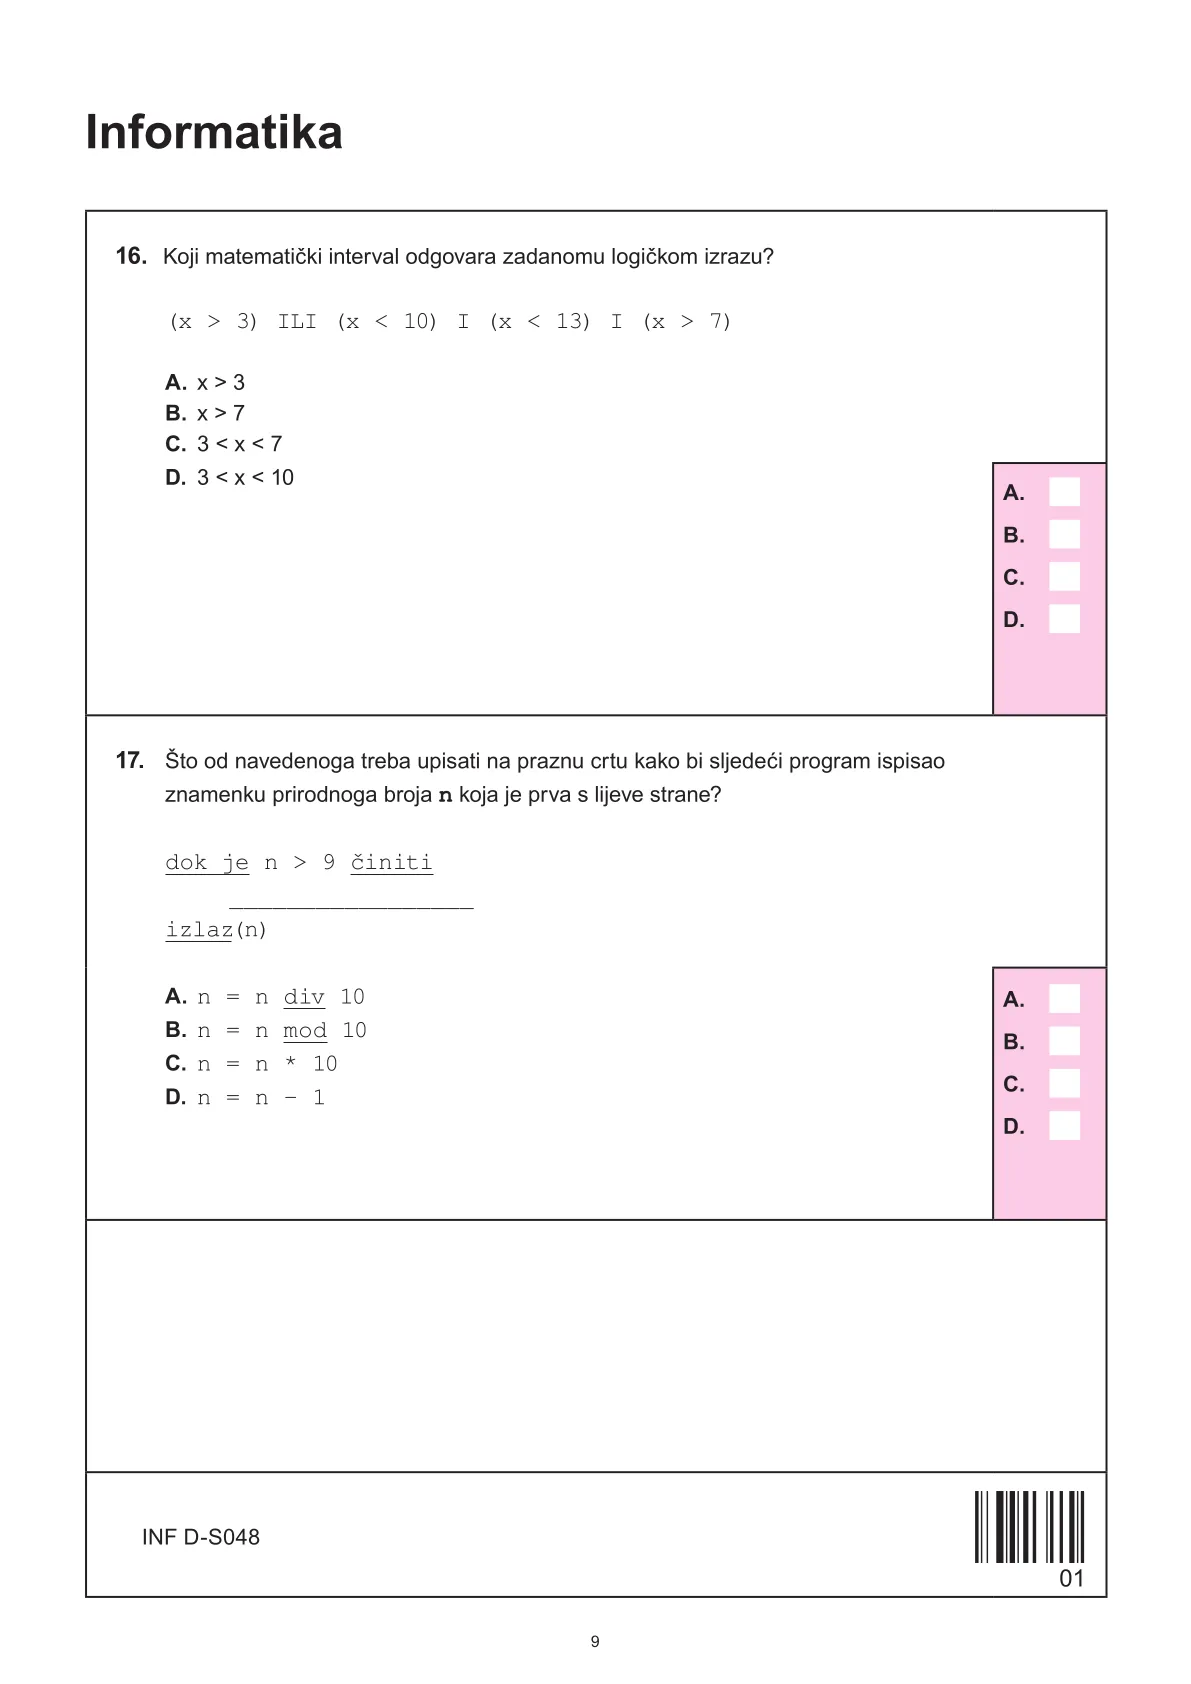 Informatika
16. Koji matematički interval odgovara zadanomu logičkom izrazu?
(x > 3) ILI (x < 10) I (x < 13) I (x > 7)
A. x > 3
B. x > 7
C. 3 < x < 7
D. 3 < x < 10
A.
B.
C.
D.
17. Što od navedenoga treba upisati na praznu crtu kako bi sljedeći program ispisao
znamenku prirodnoga broja n koja je prva s lijeve strane?
dok je n > 9 činiti
_________________
izlaz(n)
A. n = n div 10
B. n = n mod 10
C. n = n * 10
D. n = n – 1
A.
B.
C.
D.
INF D-S048
01
9